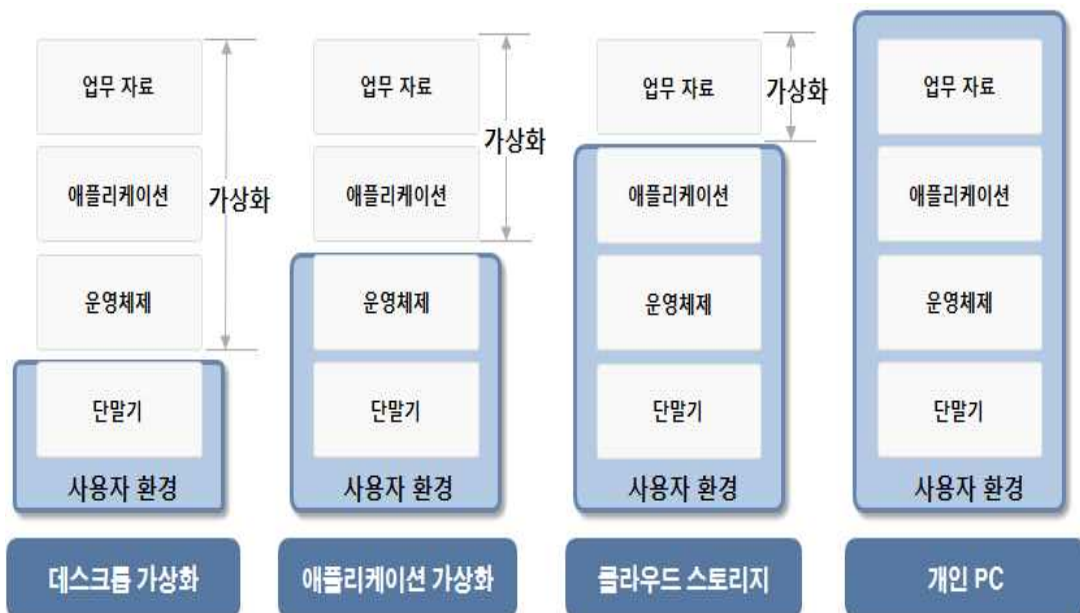 업무 자료
애플리케이션
운영체제
단말기
사용자 환경
가상화
데스크톱 가상화
업무 자료
애플리케이션
운영체제
단말기
사용자 환경
가상화
애플리케이션 가상화
업무 자료
애플리케이션
운영체제
단말기
사용자 환경
가상화
클라우드 스토리지
업무 자료
애플리케이션
운영체제
단말기
사용자 환경
개인 PC